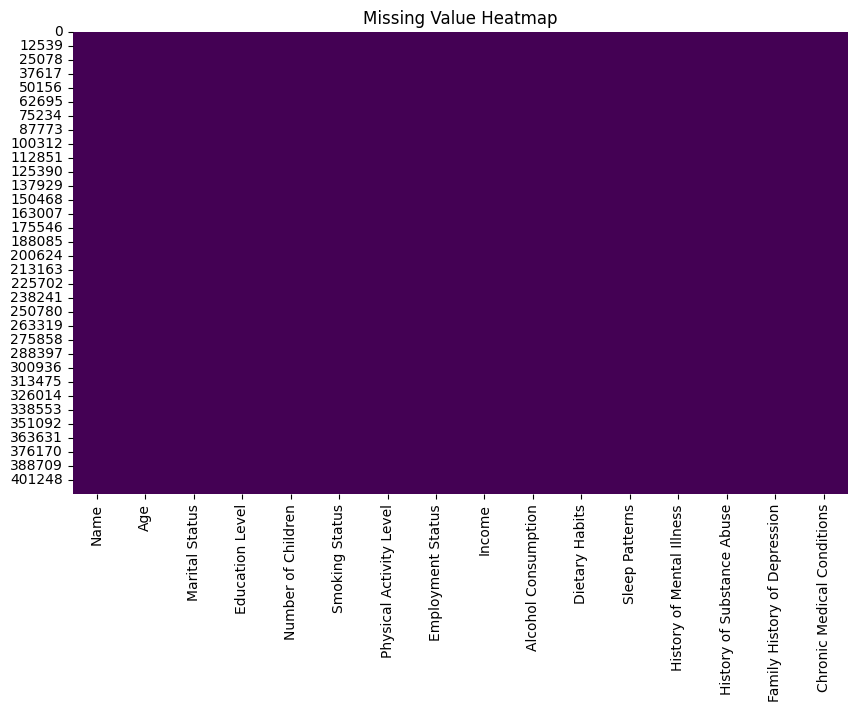 Missing Value Heatmap
0
12539
25078
37617
50156
62695
75234
87773
100312
112851
125390
137929
150468
163007
175546
188085
200624
213163
225702
238241
250780
263319
275858
288397
300936
313475
326014
338553
351092
363631
376170
388709
401248
Name
Age
Marital Status
Education Level
Number of Children
Smoking Status
Physical Activity Level
Employment Status
Income
Alcohol Consumption
Dietary Habits
Sleep Patterns
History of Mental Illness
History of Substance Abuse
Family History of Depression
Chronic Medical Conditions